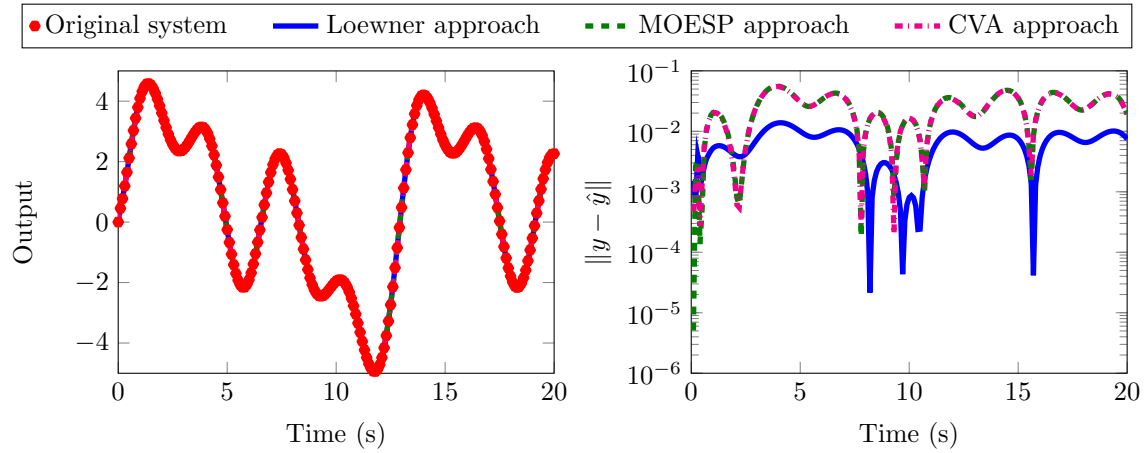 Original system Loewner approach MOESP approach CVA approach
Output
4
2
0
−2
−4
0 5 10 15 20
Time (s)
‖y − ŷ‖
10⁻¹
10⁻²
10⁻³
10⁻⁴
10⁻⁵
10⁻⁶
0 5 10 15 20
Time (s)